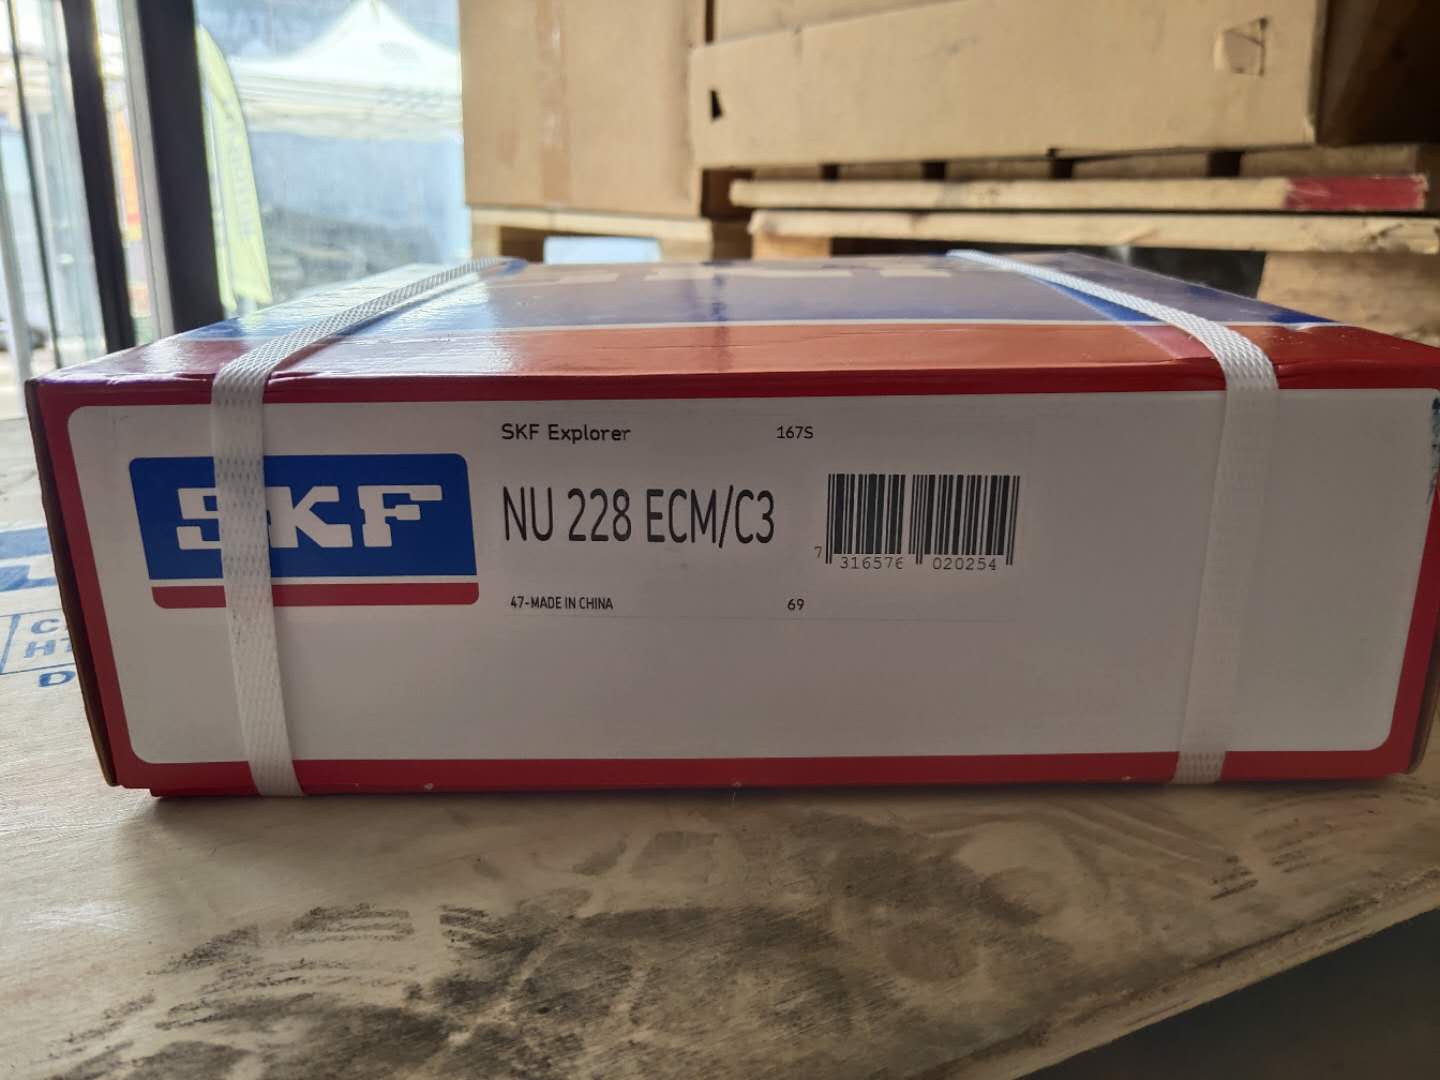 SKF Explorer
167S
SKF
NU 228 ECM/C3
7 316576 020254
47-MADE IN CHINA
69